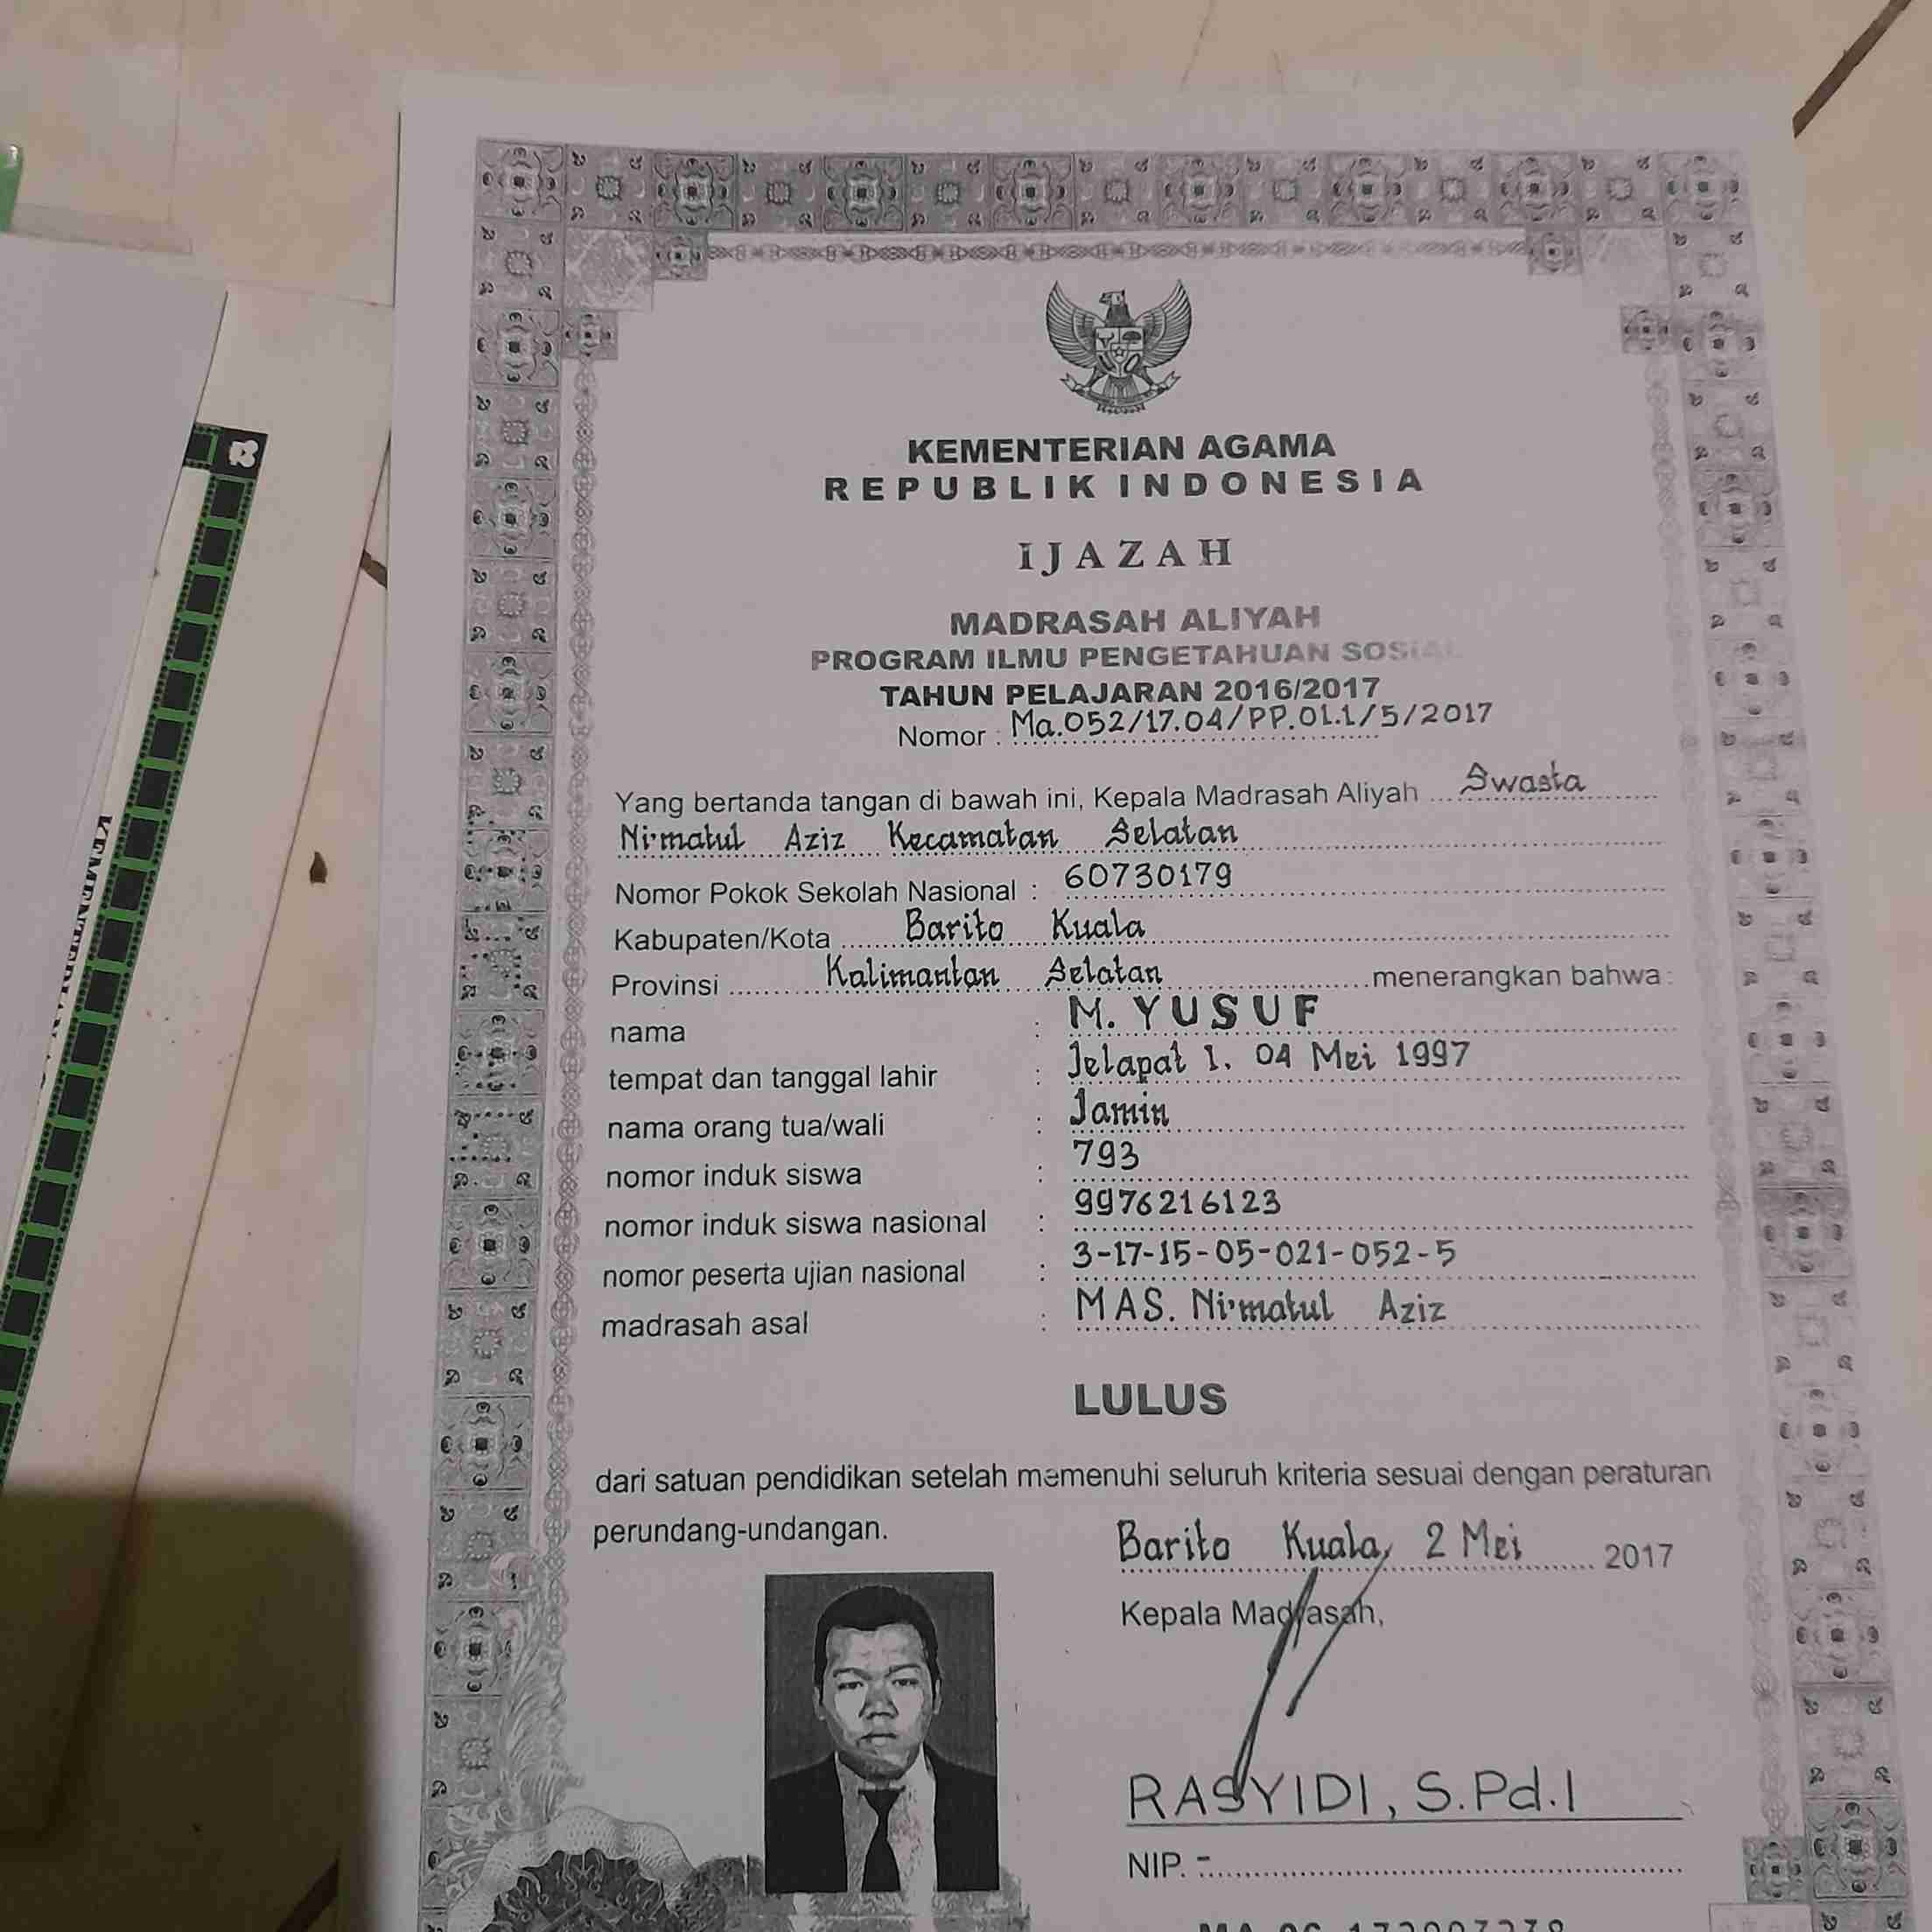 KEMENTERIAN AGAMA
REPUBLIK INDONESIA
IJAZAH
MADRASAH ALIYAH
PROGRAM ILMU PENGETAHUAN SOSIAL
TAHUN PELAJARAN 2016/2017
Nomor : Ma.052/17.04/PP.01.1/5/2017
Yang bertanda tangan di bawah ini, Kepala Madrasah Aliyah Swasta
Ni'matul Aziz Kecamatan Selatan
Nomor Pokok Sekolah Nasional : 60730179
Kabupaten/Kota Barito Kuala
Provinsi Kalimantan Selatan menerangkan bahwa :
nama : M. YUSUF
tempat dan tanggal lahir : Jelapat 1. 04 Mei 1997
nama orang tua/wali : Jamin
nomor induk siswa : 793
nomor induk siswa nasional : 9976216123
nomor peserta ujian nasional : 3-17-15-05-021-052-5
madrasah asal : MAS. Ni'matul Aziz
LULUS
dari satuan pendidikan setelah memenuhi seluruh kriteria sesuai dengan peraturan
perundang-undangan.
Barito Kuala, 2 Mei 2017
Kepala Madrasah,
RASYIDI, S.Pd.I
NIP. -